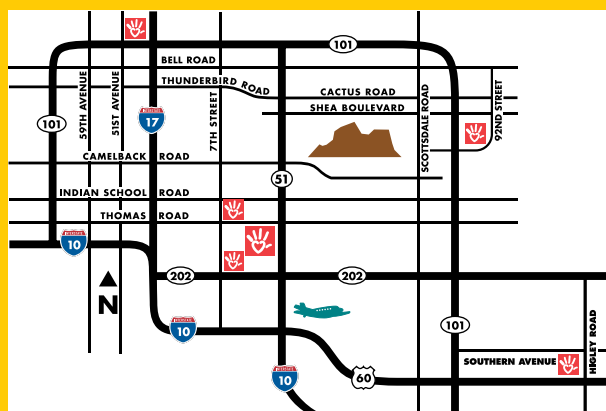 101
BELL ROAD
THUNDERBIRD ROAD
CACTUS ROAD
SHEA BOULEVARD
59TH AVENUE
51ST AVENUE
7TH STREET
SCOTTSDALE ROAD
92ND STREET
101
17
CAMELBACK ROAD
51
INDIAN SCHOOL ROAD
THOMAS ROAD
10
202
202
N
10
101
HIGLEY ROAD
SOUTHERN AVENUE
10
60